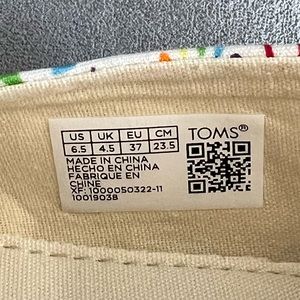 US UK EU CM
6.5 4.5 37 23.5
TOMS®
MADE IN CHINA
HECHO EN CHINA
FABRIQUE EN
CHINE
XF: 1000050322-11
10019038